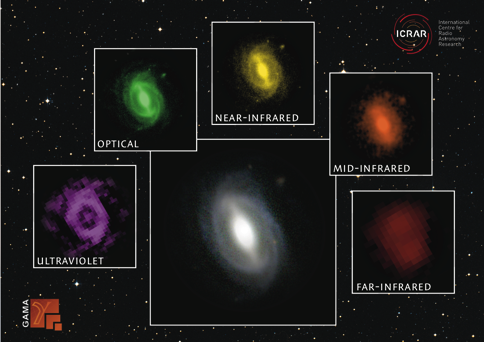 ICRAR
International
Centre for
Radio
Astronomy
Research
NEAR-INFRARED
OPTICAL
MID-INFRARED
ULTRAVIOLET
FAR-INFRARED
GAMA